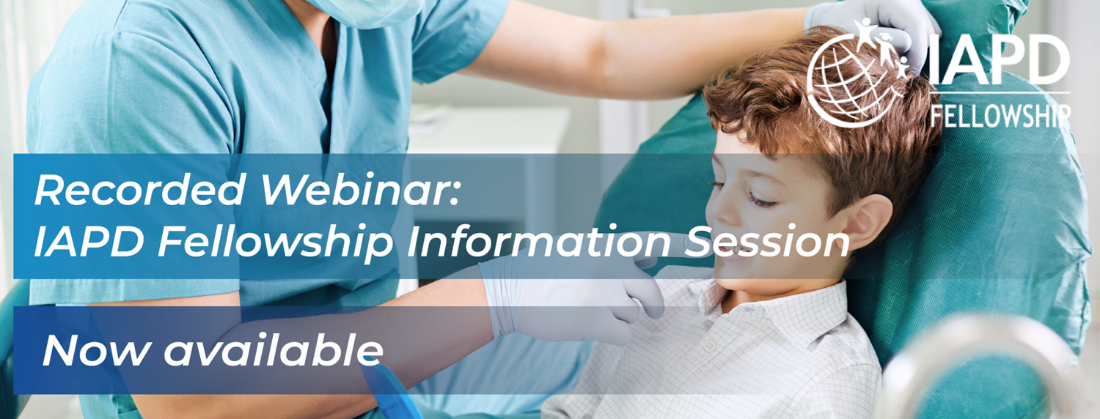 IAPD
FELLOWSHIP
Recorded Webinar:
IAPD Fellowship Information Session
Now available